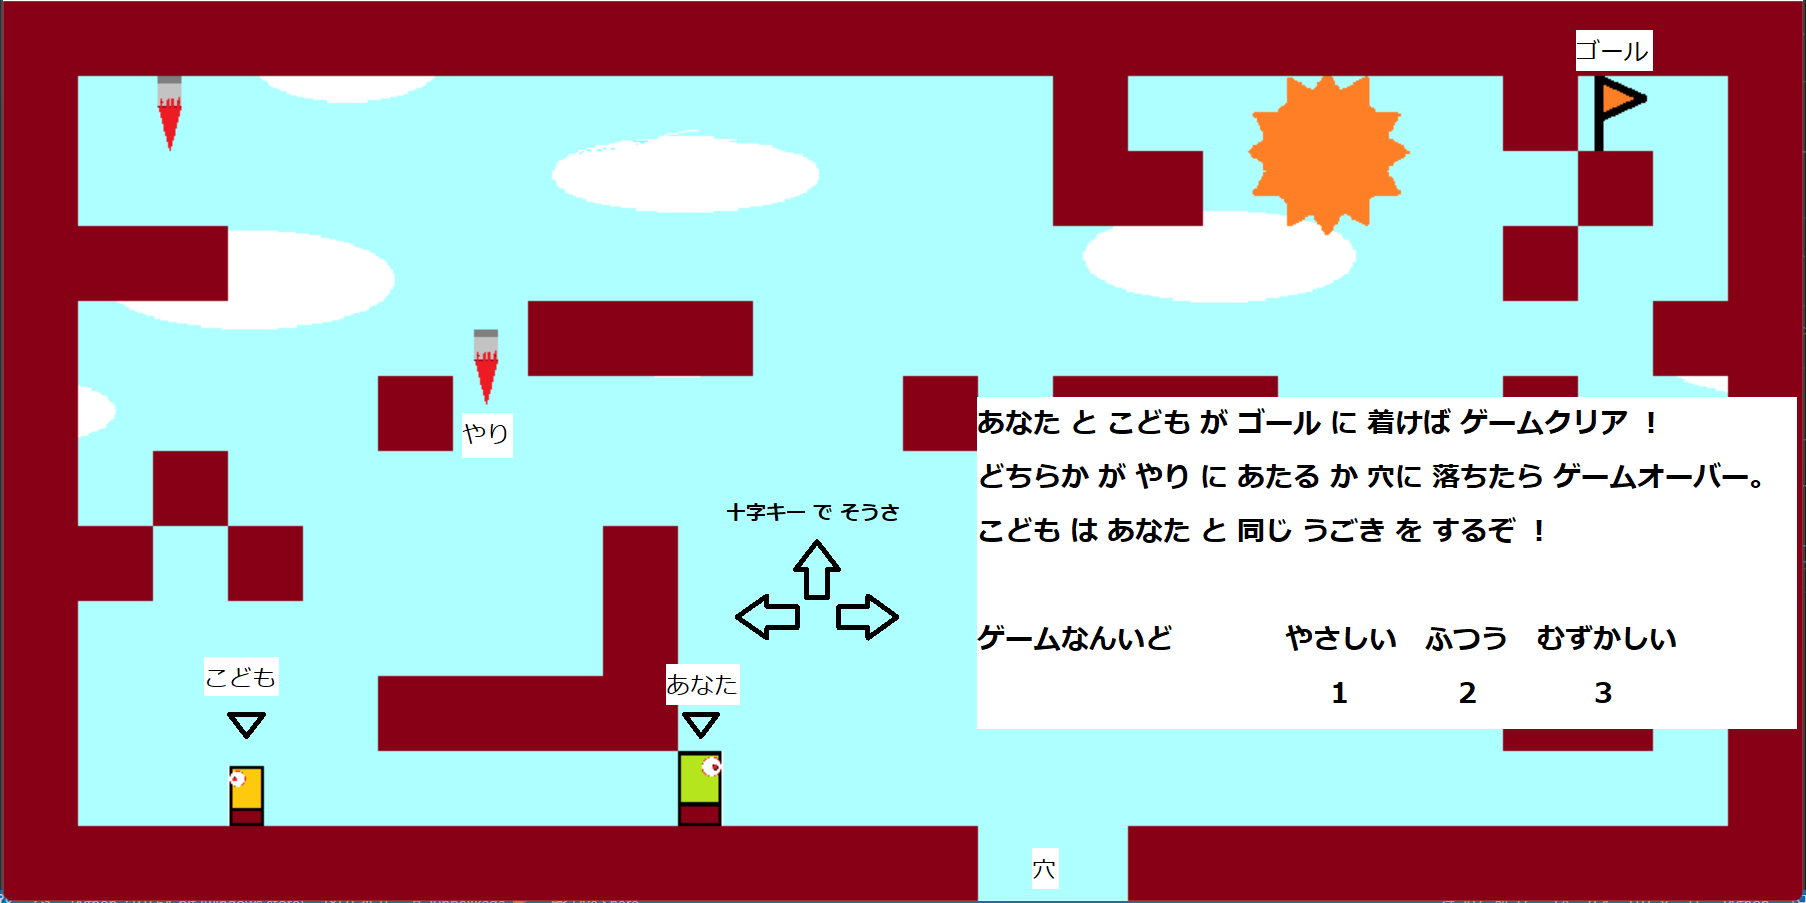 ゴール
やり
あなた と こども が ゴール に 着けば ゲームクリア ！
どちらか が やり に あたる か 穴に 落ちたら ゲームオーバー。
こども は あなた と 同じ うごき を するぞ ！
十字キー で そうさ
ゲームなんいど やさしい ふつう むずかしい
1 2 3
こども
あなた
穴